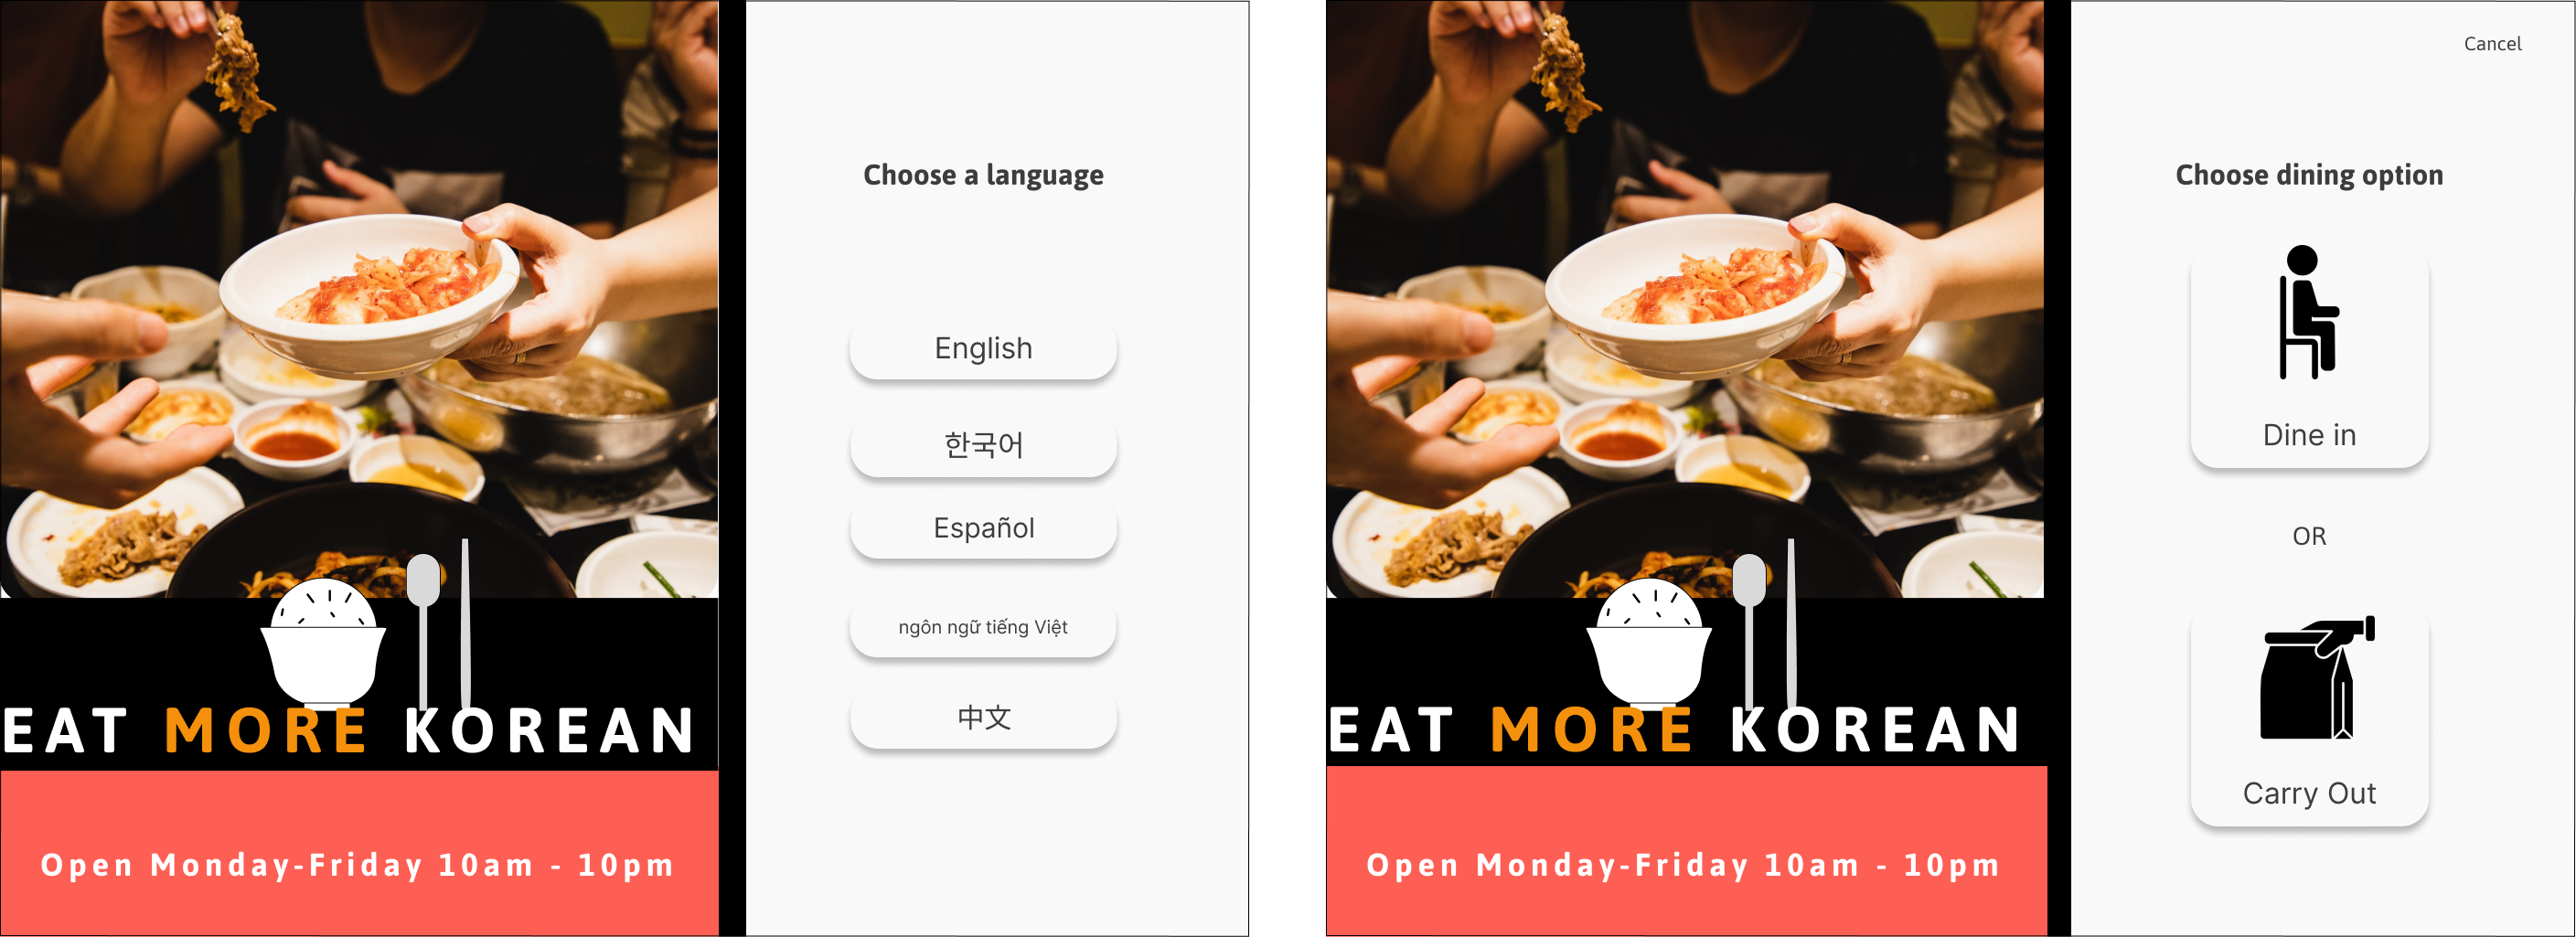 Choose a language
English
한국어
Español
ngôn ngữ tiếng Việt
中文
EAT MORE KOREAN
Open Monday-Friday 10am - 10pm
Cancel
Choose dining option
Dine in
OR
Carry Out
EAT MORE KOREAN
Open Monday-Friday 10am - 10pm